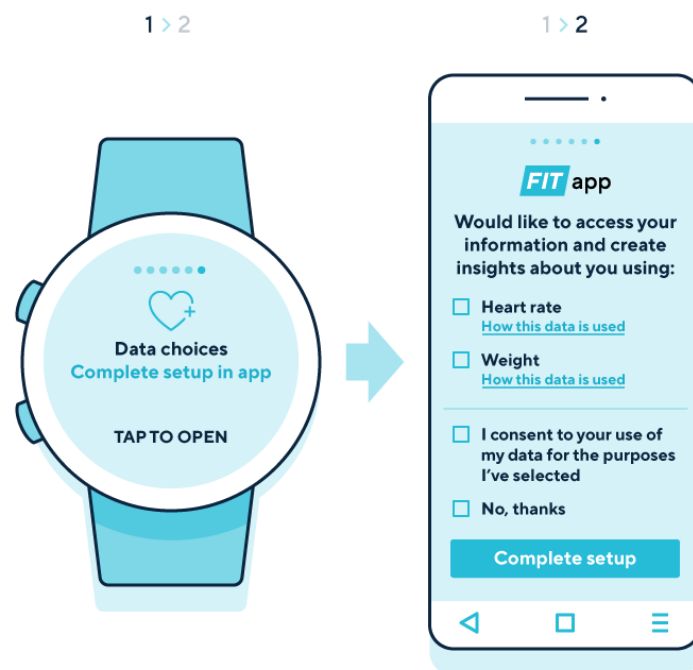 1 > 2
Data choices
Complete setup in app
TAP TO OPEN
1 > 2
FIT app
Would like to access your
information and create
insights about you using:
Heart rate
How this data is used
Weight
How this data is used
I consent to your use of
my data for the purposes
I've selected
No, thanks
Complete setup